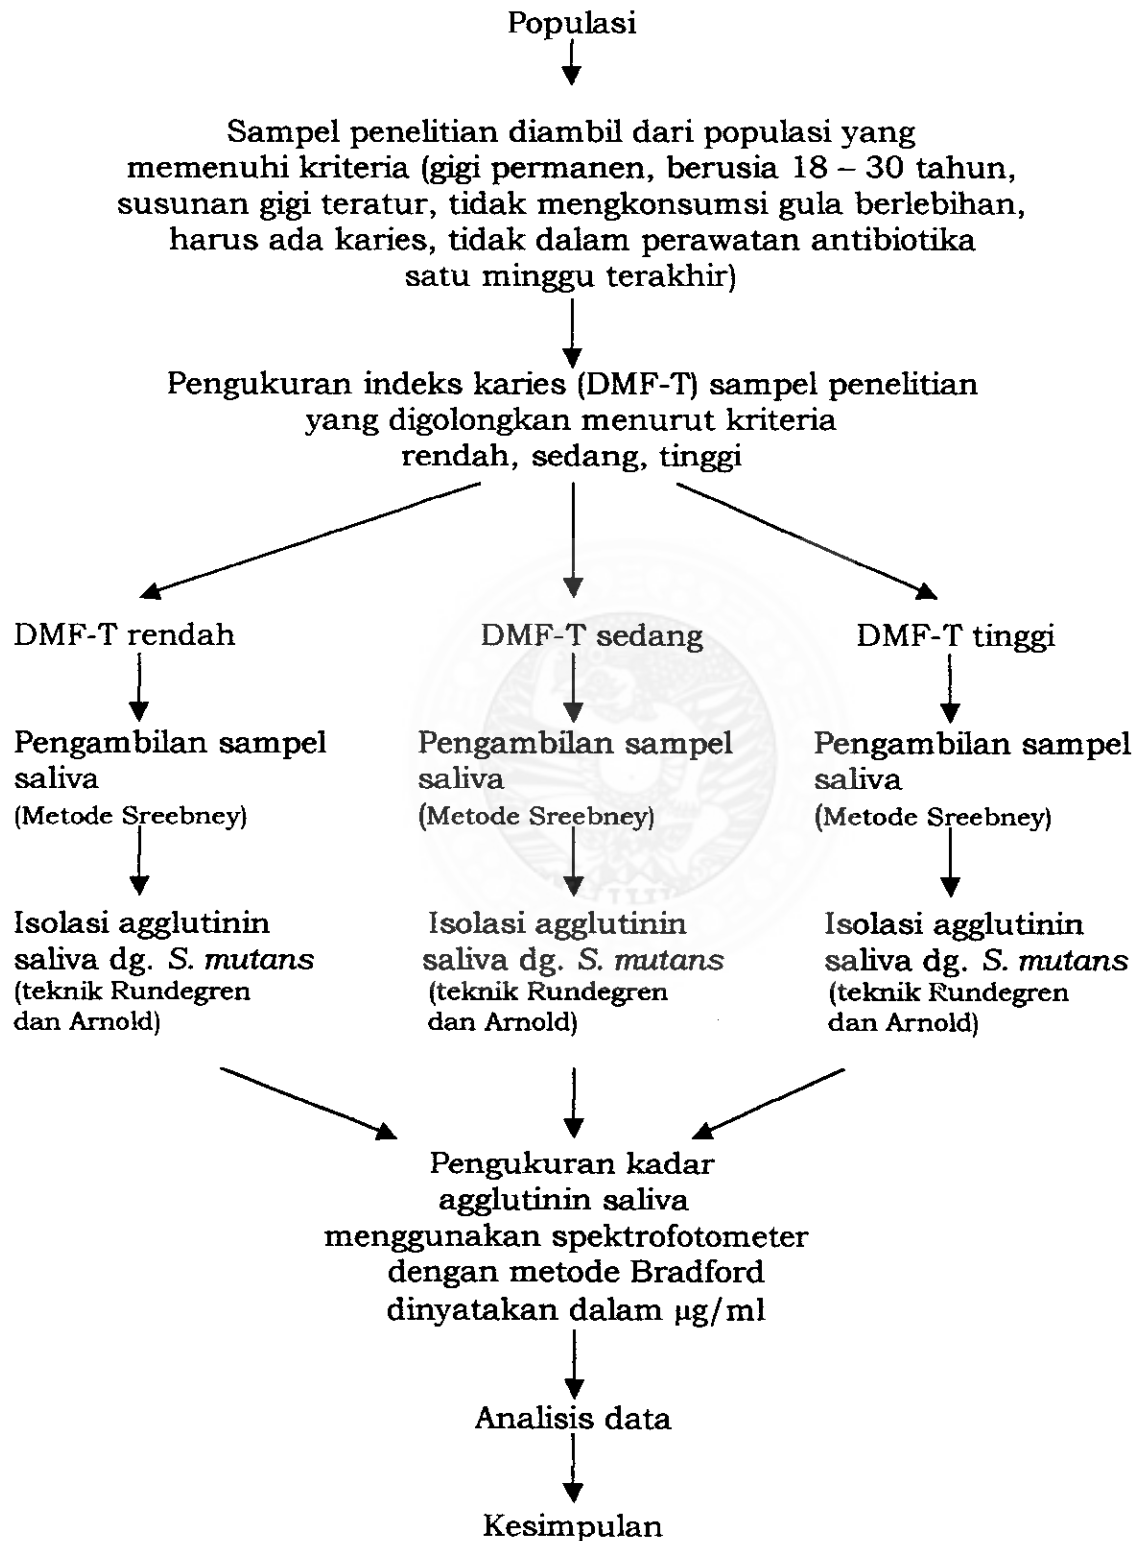 Populasi
Sampel penelitian diambil dari populasi yang
memenuhi kriteria (gigi permanen, berusia 18 – 30 tahun,
susunan gigi teratur, tidak mengkonsumsi gula berlebihan,
harus ada karies, tidak dalam perawatan antibiotika
satu minggu terakhir)
Pengukuran indeks karies (DMF-T) sampel penelitian
yang digolongkan menurut kriteria
rendah, sedang, tinggi
DMF-T rendah
Pengambilan sampel
saliva
(Metode Sreebney)
Isolasi agglutinin
saliva dg. S. mutans
(teknik Rundegren
dan Arnold)
DMF-T sedang
Pengambilan sampel
saliva
(Metode Sreebney)
Isolasi agglutinin
saliva dg. S. mutans
(teknik Rundegren
dan Arnold)
DMF-T tinggi
Pengambilan sampel
saliva
(Metode Sreebney)
Isolasi agglutinin
saliva dg. S. mutans
(teknik Rundegren
dan Arnold)
Pengukuran kadar
agglutinin saliva
menggunakan spektrofotometer
dengan metode Bradford
dinyatakan dalam µg/ml
Analisis data
Kesimpulan